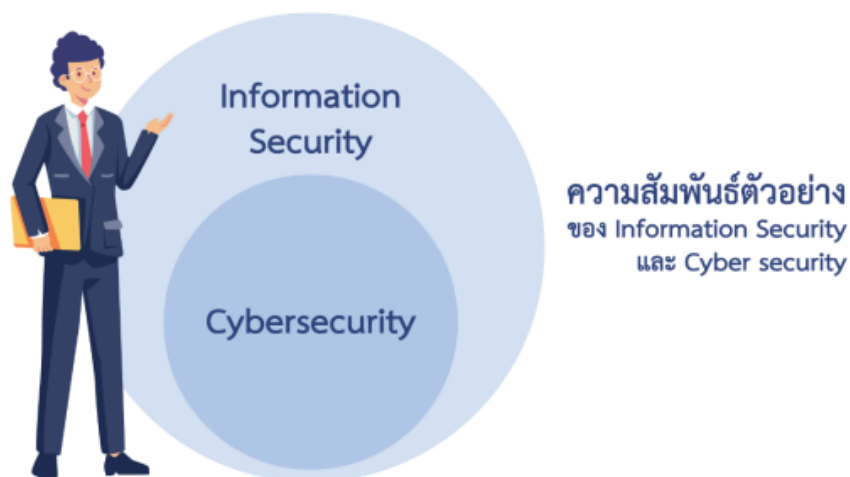 Information
Security
Cybersecurity
ความสัมพันธ์ตัวอย่าง
ของ Information Security
และ Cyber security